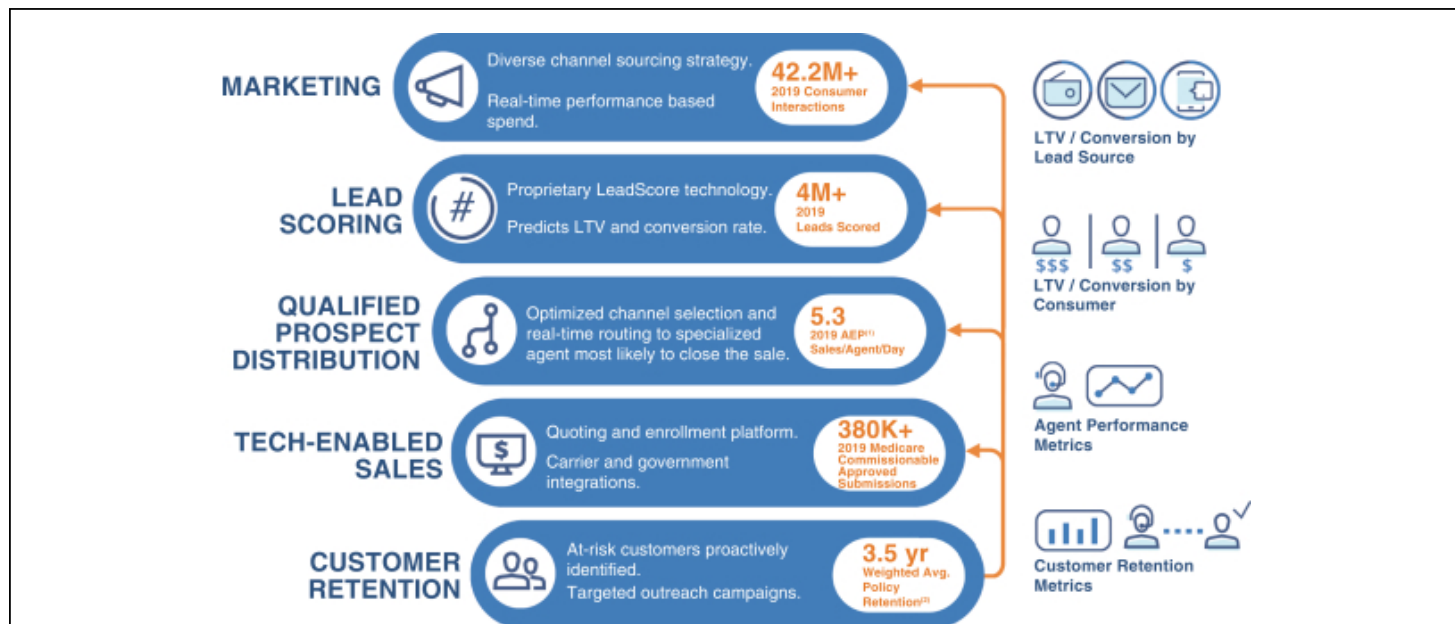 MARKETING
Diverse channel sourcing strategy.
Real-time performance based
spend.
42.2M+
2019 Consumer
Interactions
LEAD
SCORING
#
Proprietary LeadScore technology.
Predicts LTV and conversion rate.
4M+
2019
Leads Scored
QUALIFIED
PROSPECT
DISTRIBUTION
Optimized channel selection and
real-time routing to specialized
agent most likely to close the sale.
5.3
2019 AEP(1)
Sales/Agent/Day
TECH-ENABLED
SALES
$
Quoting and enrollment platform.
Carrier and government
integrations.
380K+
2019 Medicare
Commissionable
Approved
Submissions
CUSTOMER
RETENTION
At-risk customers proactively
identified.
Targeted outreach campaigns.
3.5 yr
Weighted Avg.
Policy
Retention(2)
LTV / Conversion by
Lead Source
$$$ $$ $
LTV / Conversion by
Consumer
Agent Performance
Metrics
Customer Retention
Metrics